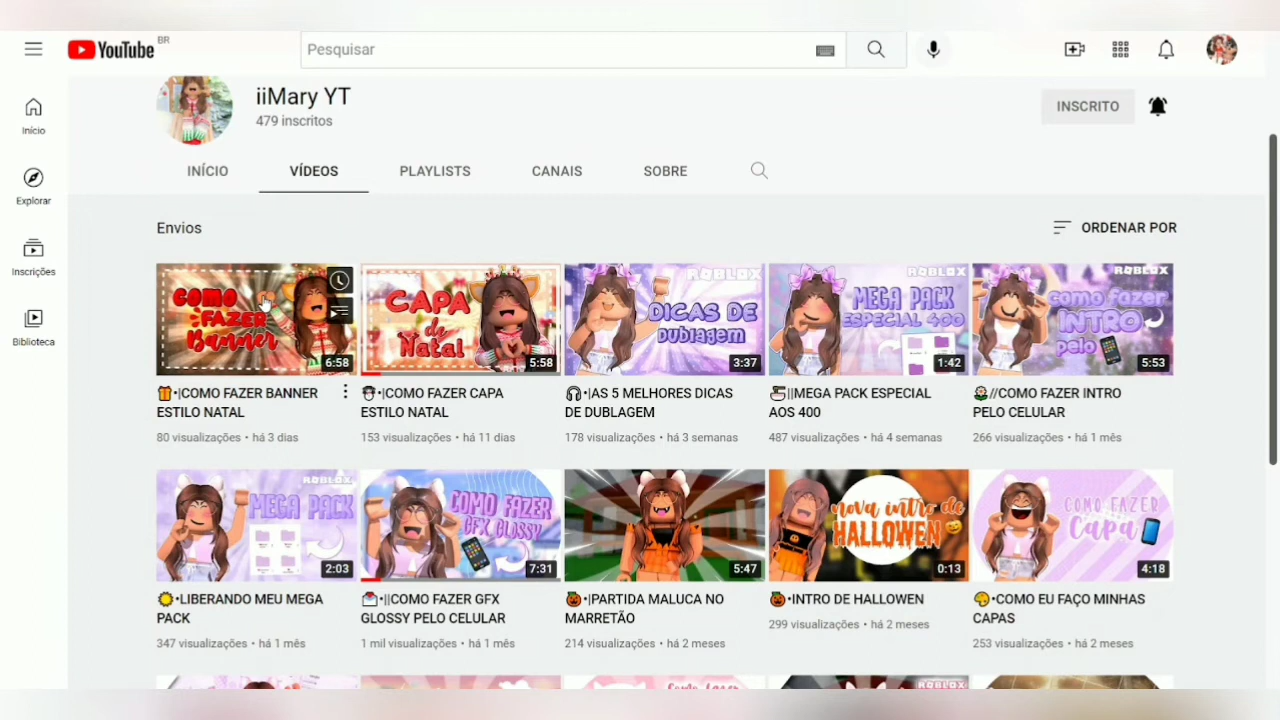 YouTube BR
Pesquisar
iiMary YT
479 inscritos
INSCRITO
INÍCIO
VÍDEOS
PLAYLISTS
CANAIS
SOBRE
Início
Explorar
Inscrições
Biblioteca
Envios
ORDENAR POR
COMO
FAZER
Banner
6:58
CAPA
de
Natal
5:58
ROBLOX
DICAS DE
Dublagem
3:37
ROBLOX
MEGA PACK
ESPECIAL 400
1:42
ROBLOX
como fazer
INTRO
pelo
5:53
🎁•|COMO FAZER BANNER
ESTILO NATAL
80 visualizações • há 3 dias
•|COMO FAZER CAPA
ESTILO NATAL
153 visualizações • há 11 dias
🎧•|AS 5 MELHORES DICAS
DE DUBLAGEM
178 visualizações • há 3 semanas
||MEGA PACK ESPECIAL
AOS 400
487 visualizações • há 4 semanas
//COMO FAZER INTRO
PELO CELULAR
266 visualizações • há 1 mês
ROBLOX
MEGA PACK
2:03
COMO FAZER
GFX GLOSSY
7:31
5:47
nova intro de
HALLOWEN
0:13
COMO FAZER
Capa
4:18
•LIBERANDO MEU MEGA
PACK
347 visualizações • há 1 mês
📩•||COMO FAZER GFX
GLOSSY PELO CELULAR
1 mil visualizações • há 1 mês
🎃•|PARTIDA MALUCA NO
MARRETÃO
214 visualizações • há 2 meses
🎃•INTRO DE HALLOWEN
299 visualizações • há 2 meses
•COMO EU FAÇO MINHAS
CAPAS
253 visualizações • há 2 meses
Como fazer
ROBLOX